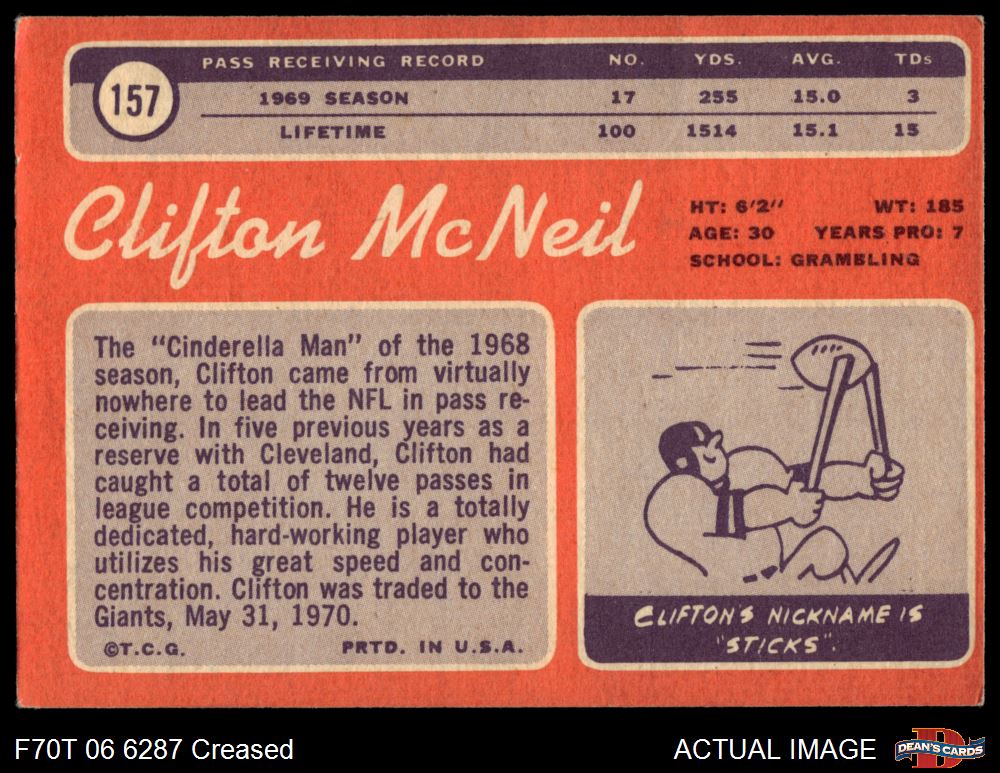 PASS RECEIVING RECORD NO. YDS. AVG. TDs
157
1969 SEASON 17 255 15.0 3
LIFETIME 100 1514 15.1 15
Clifton McNeil
HT: 6'2" WT: 185
AGE: 30 YEARS PRO: 7
SCHOOL: GRAMBLING
The "Cinderella Man" of the 1968
season, Clifton came from virtually
nowhere to lead the NFL in pass re-
ceiving. In five previous years as a
reserve with Cleveland, Clifton had
caught a total of twelve passes in
league competition. He is a totally
dedicated, hard-working player who
utilizes his great speed and con-
centration. Clifton was traded to the
Giants, May 31, 1970.
©T.C.G. PRTD. IN U.S.A.
CLIFTON'S NICKNAME IS
"STICKS".
F70T 06 6287 Creased
ACTUAL IMAGE
DEAN'S CARDS